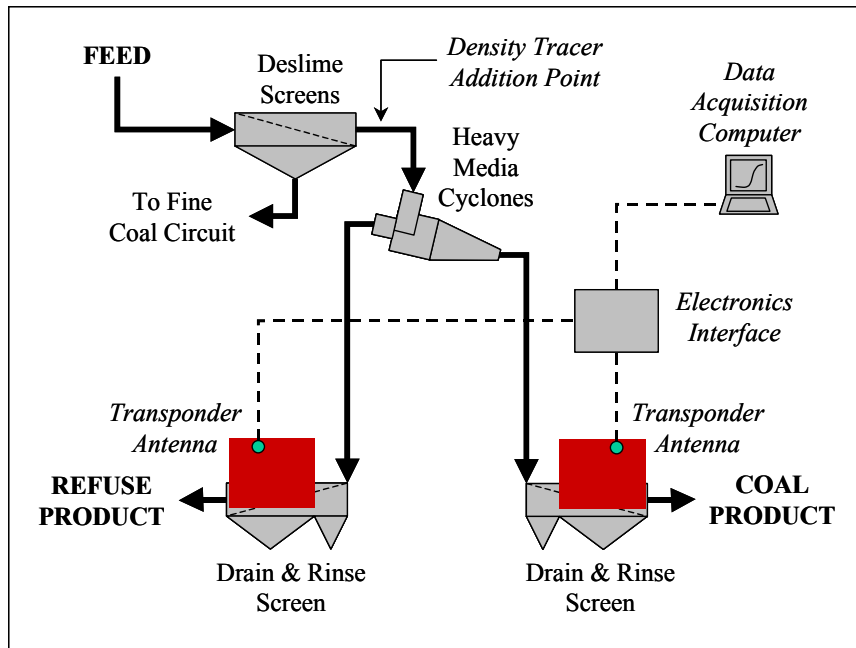 FEED
Deslime
Screens
Density Tracer
Addition Point
Data
Acquisition
Computer
Heavy
Media
Cyclones
To Fine
Coal Circuit
Electronics
Interface
Transponder
Antenna
Transponder
Antenna
REFUSE
PRODUCT
COAL
PRODUCT
Drain & Rinse
Screen
Drain & Rinse
Screen